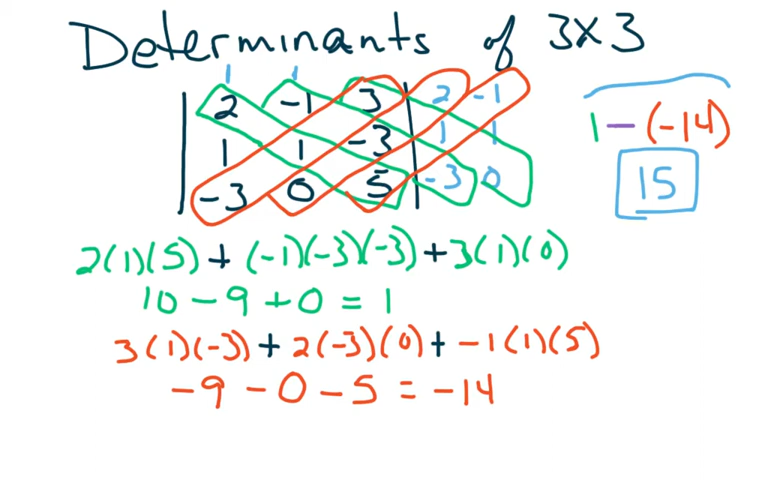 Determinants of 3x3
2 -1 3 2 -1
1 1 -3 1 1
-3 0 5 -3 0
1 - (-14)
15
2(1)(5) + (-1)(-3)(-3) + 3(1)(0)
10 - 9 + 0 = 1
3(1)(-3) + 2(-3)(0) + -1(1)(5)
-9 - 0 - 5 = -14